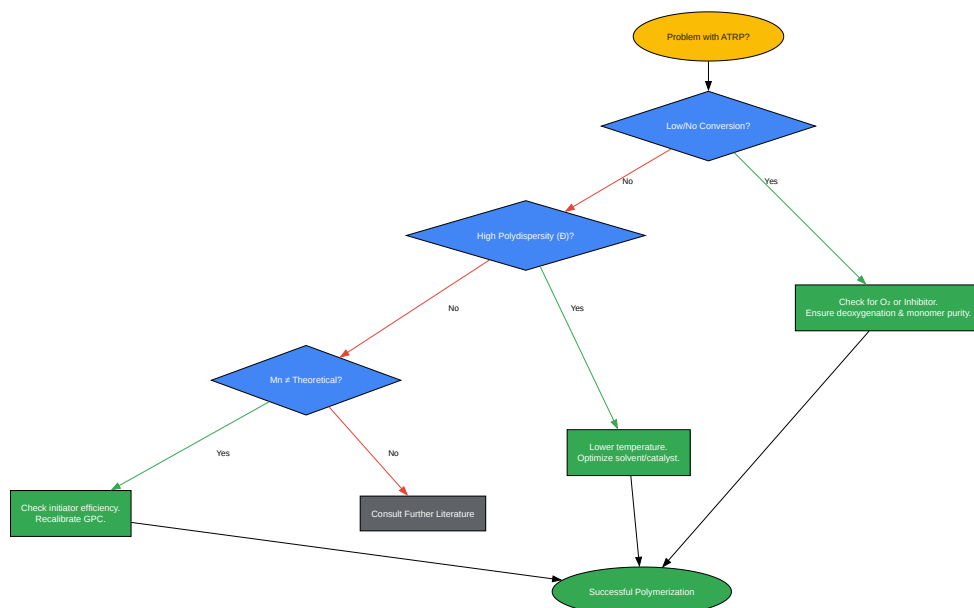 Problem with ATRP?
Low/No Conversion?
No
Yes
High Polydispersity (Đ)?
Check for O₂ or Inhibitor.
Ensure deoxygenation & monomer purity.
No
Yes
Mn ≠ Theoretical?
Yes
No
Lower temperature.
Optimize solvent/catalyst.
Check initiator efficiency.
Recalibrate GPC.
Consult Further Literature
Successful Polymerization